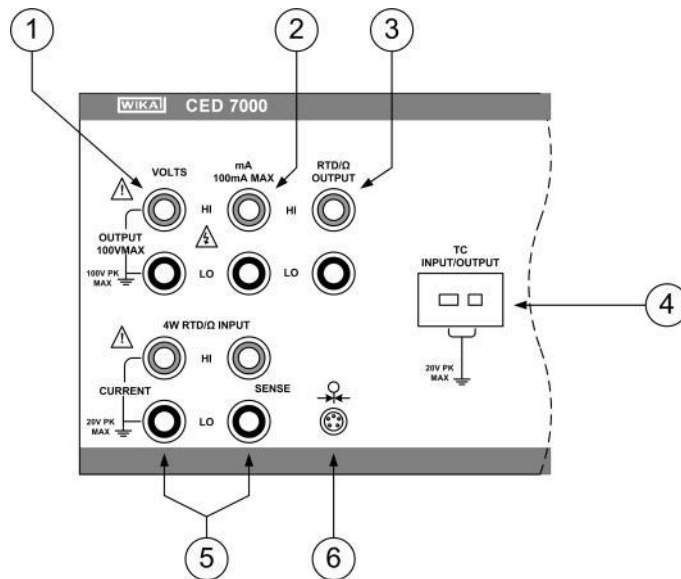 1
2
3
WIKA CED 7000
VOLTS
mA
100mA MAX
RTD/Ω
OUTPUT
HI
HI
OUTPUT
100VMAX
100V PK
MAX
LO
LO
TC
INPUT/OUTPUT
4
20V PK
MAX
4W RTD/Ω INPUT
HI
CURRENT
SENSE
20V PK
MAX
LO
5
6